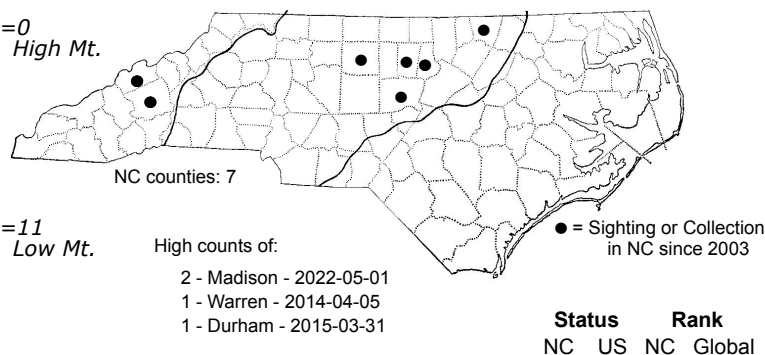 =0
High Mt.
NC counties: 7
=11
Low Mt.
High counts of:
2 - Madison - 2022-05-01
1 - Warren - 2014-04-05
1 - Durham - 2015-03-31
● = Sighting or Collection
in NC since 2003
Status Rank
NC US NC Global